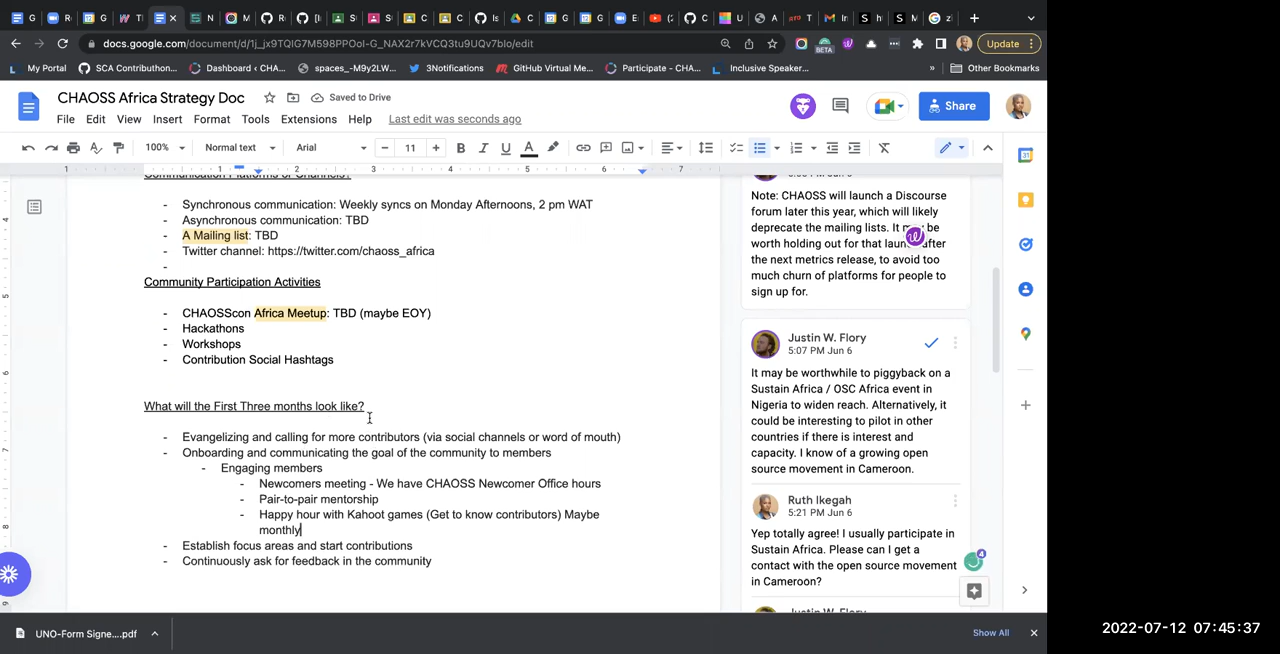 docs.google.com/document/d/1j_jx9TQIG7M598PPOoI-G_NAX2r7kVCQ3tu9UQv7bIo/edit
BETA
Update
My Portal
SCA Contributhon...
Dashboard ‹ CHA...
spaces_-M9y2LW...
3Notifications
GitHub Virtual Me...
Participate - CHA...
Inclusive Speaker...
»
Other Bookmarks
CHAOSS Africa Strategy Doc
Saved to Drive
File Edit View Insert Format Tools Extensions Help Last edit was seconds ago
Share
100% Normal text Arial 11
Communication Platforms or Channels?
- Synchronous communication: Weekly syncs on Monday Afternoons, 2 pm WAT
- Asynchronous communication: TBD
- A Mailing list: TBD
- Twitter channel: https://twitter.com/chaoss_africa
-
Community Participation Activities
- CHAOSScon Africa Meetup: TBD (maybe EOY)
- Hackathons
- Workshops
- Contribution Social Hashtags
What will the First Three months look like?
- Evangelizing and calling for more contributors (via social channels or word of mouth)
- Onboarding and communicating the goal of the community to members
- Engaging members
- Newcomers meeting - We have CHAOSS Newcomer Office hours
- Pair-to-pair mentorship
- Happy hour with Kahoot games (Get to know contributors) Maybe
monthly
- Establish focus areas and start contributions
- Continuously ask for feedback in the community
Note: CHAOSS will launch a Discourse
forum later this year, which will likely
deprecate the mailing lists. It may be
worth holding out for that launch after
the next metrics release, to avoid too
much churn of platforms for people to
sign up for.
Justin W. Flory
5:07 PM Jun 6
It may be worthwhile to piggyback on a
Sustain Africa / OSC Africa event in
Nigeria to widen reach. Alternatively, it
could be interesting to pilot in other
countries if there is interest and
capacity. I know of a growing open
source movement in Cameroon.
Ruth Ikegah
5:21 PM Jun 6
Yep totally agree! I usually participate in
Sustain Africa. Please can I get a
contact with the open source movement
in Cameroon?
Justin W. Flory
4
UNO-Form Signe....pdf
Show All
2022-07-12 07:45:37